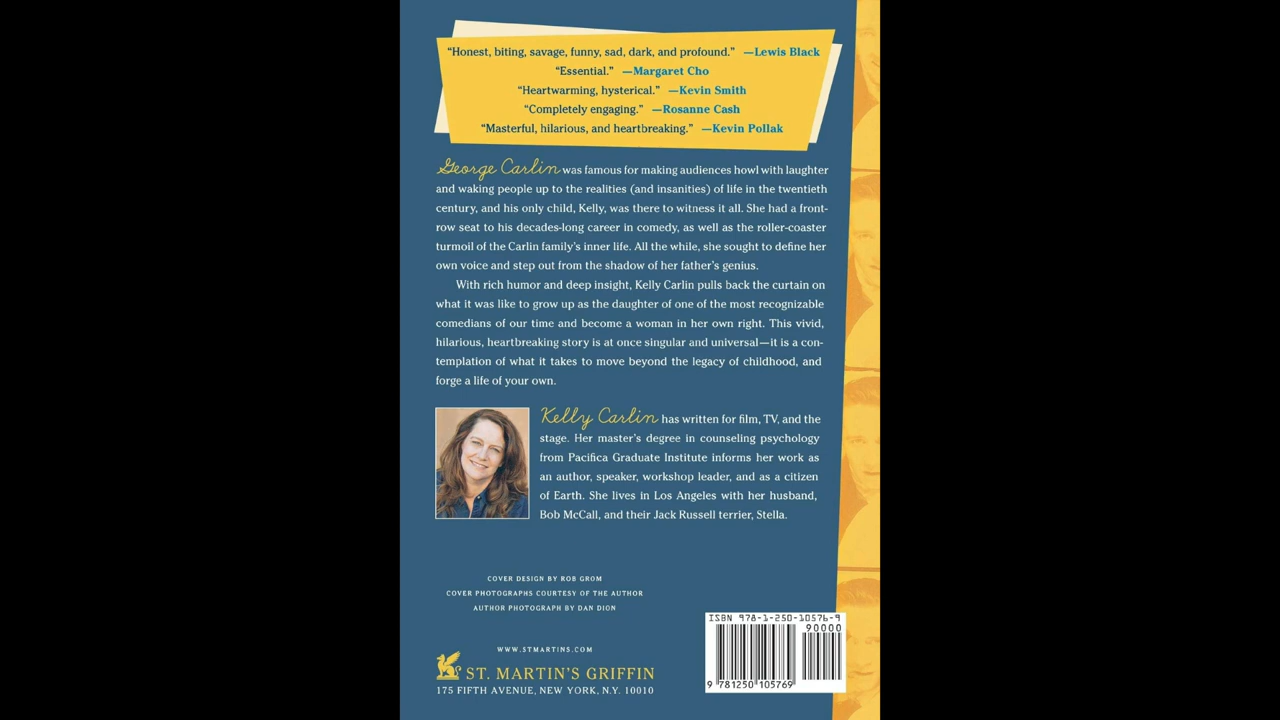 “Honest, biting, savage, funny, sad, dark, and profound.” —Lewis Black
“Essential.” —Margaret Cho
“Heartwarming, hysterical.” —Kevin Smith
“Completely engaging.” —Rosanne Cash
“Masterful, hilarious, and heartbreaking.” —Kevin Pollak
George Carlin was famous for making audiences howl with laughter
and waking people up to the realities (and insanities) of life in the twentieth
century, and his only child, Kelly, was there to witness it all. She had a front-
row seat to his decades-long career in comedy, as well as the roller-coaster
turmoil of the Carlin family’s inner life. All the while, she sought to define her
own voice and step out from the shadow of her father’s genius.
With rich humor and deep insight, Kelly Carlin pulls back the curtain on
what it was like to grow up as the daughter of one of the most recognizable
comedians of our time and become a woman in her own right. This vivid,
hilarious, heartbreaking story is at once singular and universal—it is a con-
templation of what it takes to move beyond the legacy of childhood, and
forge a life of your own.
Kelly Carlin has written for film, TV, and the
stage. Her master’s degree in counseling psychology
from Pacifica Graduate Institute informs her work as
an author, speaker, workshop leader, and as a citizen
of Earth. She lives in Los Angeles with her husband,
Bob McCall, and their Jack Russell terrier, Stella.
COVER DESIGN BY ROB GROM
COVER PHOTOGRAPHS COURTESY OF THE AUTHOR
AUTHOR PHOTOGRAPH BY DAN DION
WWW.STMARTINS.COM
ST. MARTIN’S GRIFFIN
175 FIFTH AVENUE, NEW YORK, N.Y. 10010
ISBN 978-1-250-10576-9
90000
9 781250 105769